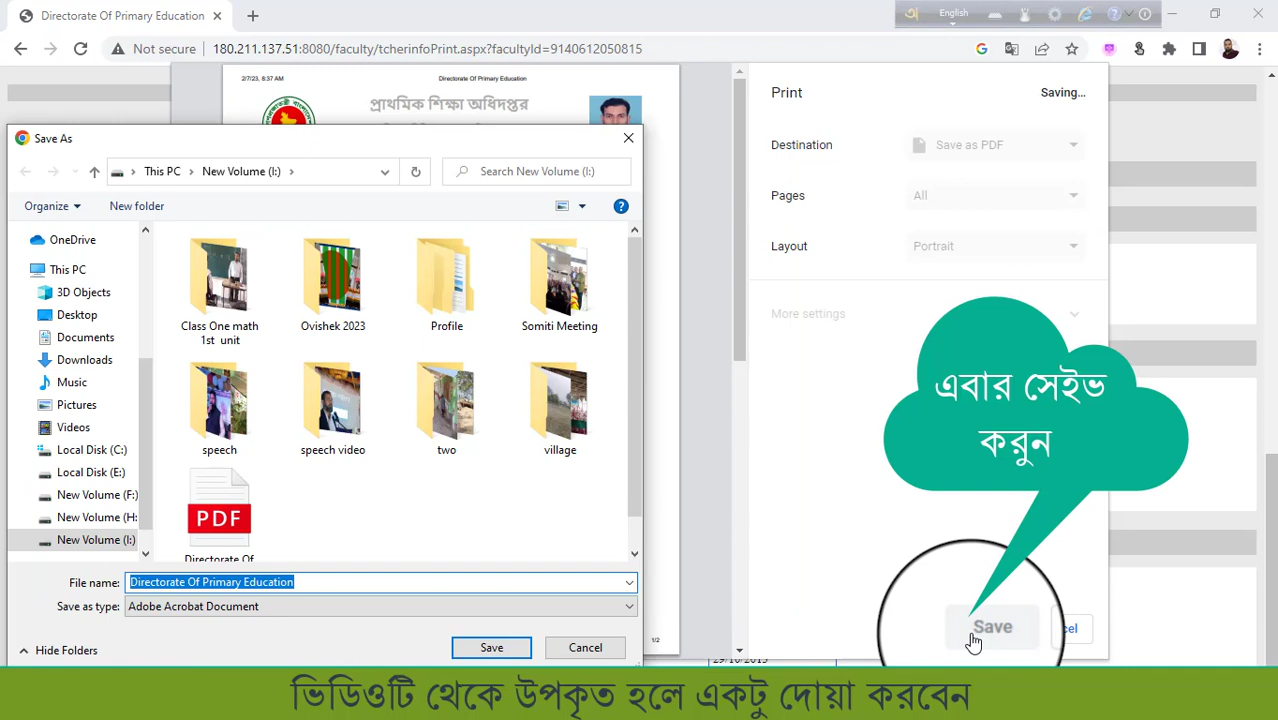 Directorate Of Primary Education
English
Not secure
180.211.137.51:8080/faculty/tcherinfoPrint.aspx?facultyId=9140612050815
2/7/23, 8:37 AM
Directorate Of Primary Education
প্রাথমিক শিক্ষা অধিদপ্তর
Print
Saving...
Destination
Save as PDF
Pages
All
Layout
Portrait
More settings
Save As
This PC
New Volume (I:)
Search New Volume (I:)
Organize
New folder
OneDrive
This PC
3D Objects
Desktop
Documents
Downloads
Music
Pictures
Videos
Local Disk (C:)
Local Disk (E:)
New Volume (F:)
New Volume (H:
New Volume (I:)
Class One math
1st unit
Ovishek 2023
Profile
Somiti Meeting
speech
speech video
two
village
PDF
Directorate Of
File name:
Directorate Of Primary Education
Save as type:
Adobe Acrobat Document
Hide Folders
Save
Cancel
1/2
29/10/2015
এবার সেইভ
করুন
Save
cel
ভিডিওটি থেকে উপকৃত হলে একটু দোয়া করবেন